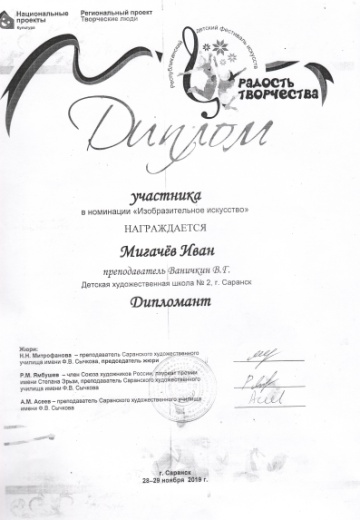 Национальные проекты
Культура
Региональный проект
Творческие люди
Республиканский детский фестиваль искусств
РАДОСТЬ ТВОРЧЕСТВА
Диплом
участника
в номинации «Изобразительное искусство»
НАГРАЖДАЕТСЯ
Мигачёв Иван
преподаватель Ваничкин В.Г.
Детская художественная школа № 2, г. Саранск
Дипломант
Жюри:
Н.Н. Митрофанова – преподаватель Саранского художественного
училища имени Ф.В. Сычкова, председатель жюри
Р.М. Ямбушев – член Союза художников России, лауреат премии
имени Степана Эрьзи, преподаватель Саранского художественного
училища имени Ф.В. Сычкова
А.М. Асеев – преподаватель Саранского художественного училища
имени Ф.В. Сычкова
г. Саранск
28–29 ноября 2019 г.